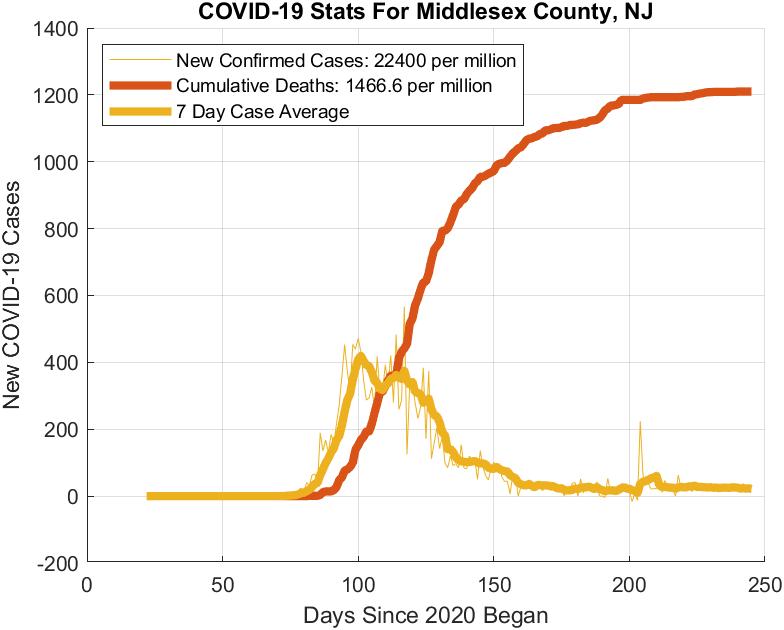 COVID-19 Stats For Middlesex County, NJ
New Confirmed Cases: 22400 per million
Cumulative Deaths: 1466.6 per million
7 Day Case Average
New COVID-19 Cases
1400
1200
1000
800
600
400
200
0
-200
0 50 100 150 200 250
Days Since 2020 Began